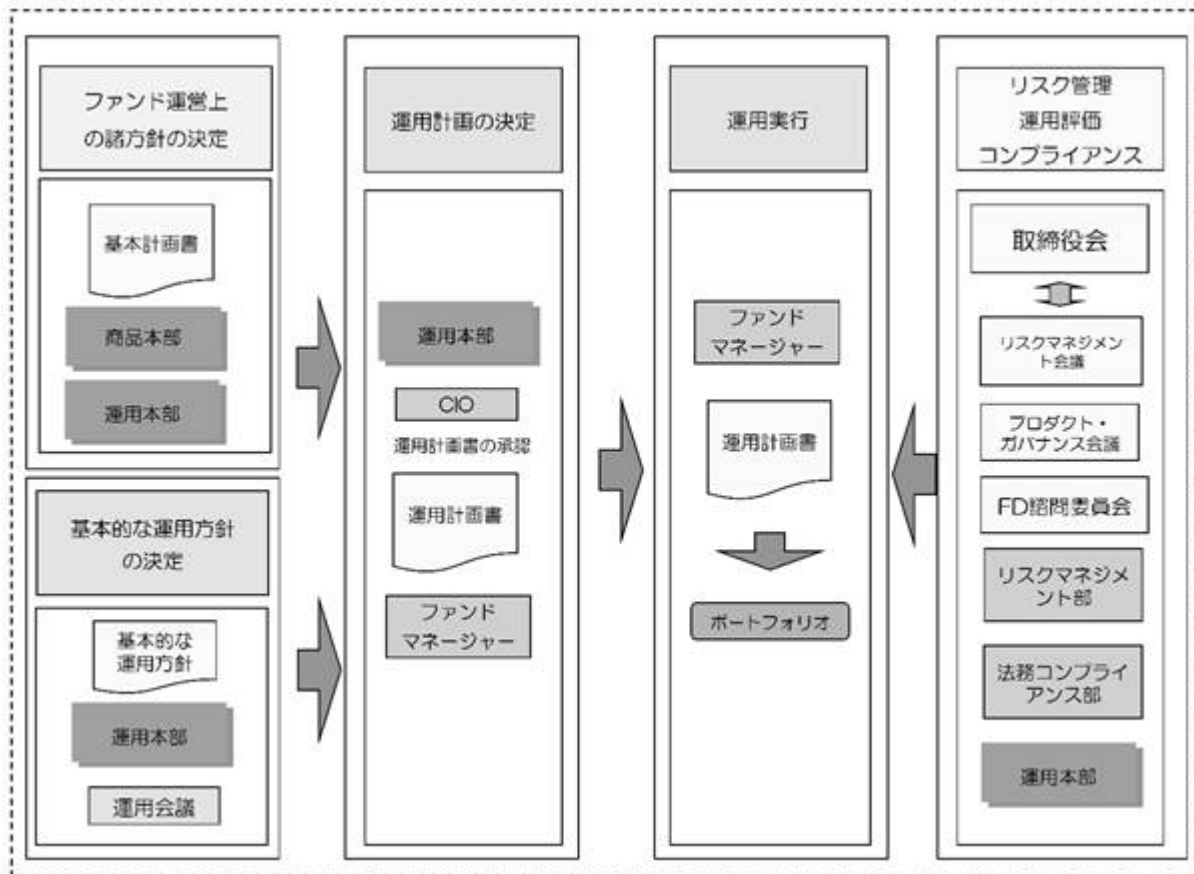 ファンド運営上
の諸方針の決定
基本計画書
商品本部
運用本部
基本的な運用方針
の決定
基本的な
運用方針
運用本部
運用会議
運用計画の決定
運用本部
CIO
運用計画書の承認
運用計画書
ファンド
マネージャー
運用実行
ファンド
マネージャー
運用計画書
ポートフォリオ
リスク管理
運用評価
コンプライアンス
取締役会
リスクマネジメン
ト会議
プロダクト・
ガバナンス会議
FD諮問委員会
リスクマネジメ
ント部
法務コンプライ
アンス部
運用本部